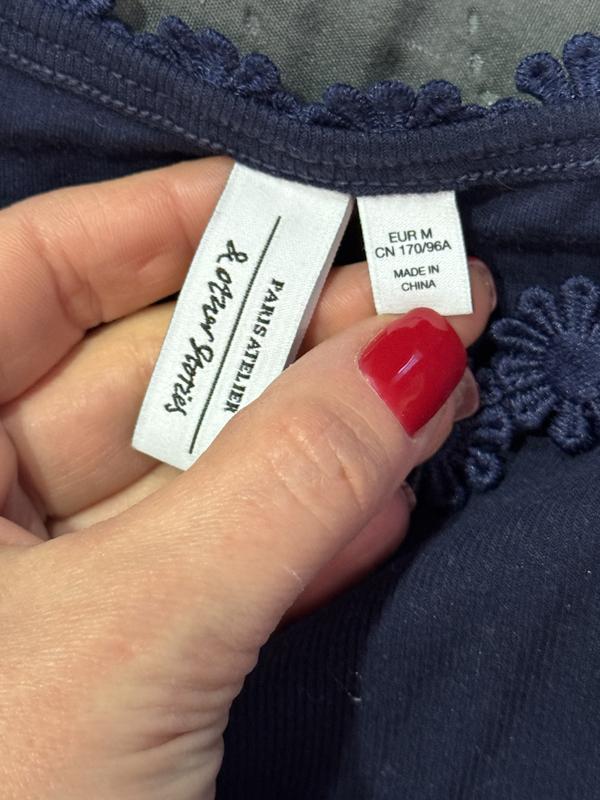 & Other Stories
PARIS ATELIER
EUR M
CN 170/96A
MADE IN
CHINA